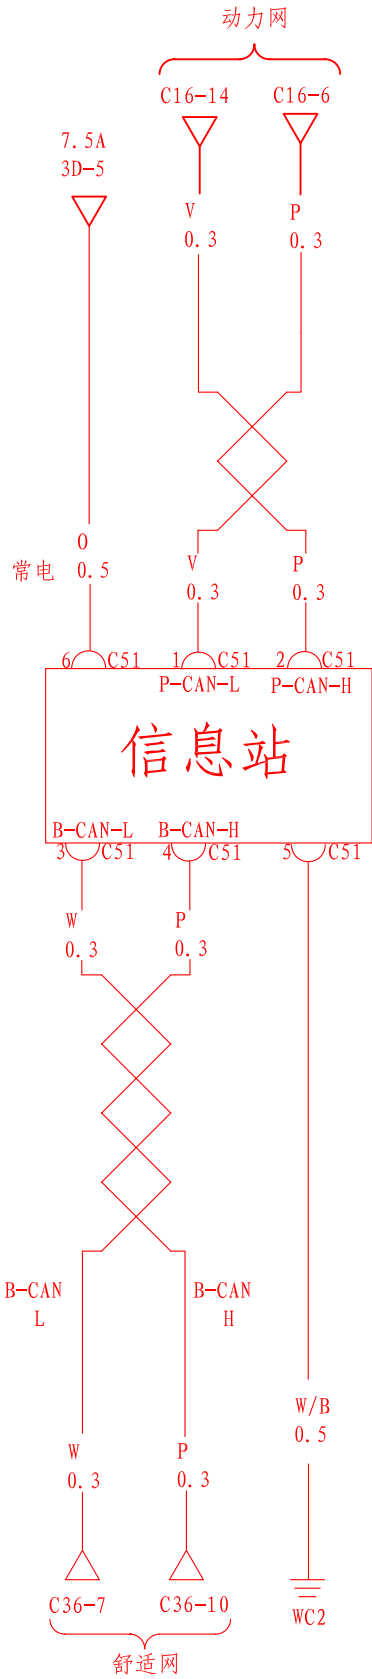 动力网
C16-14 C16-6
7.5A
3D-5
V P
0.3 0.3
O
常电 0.5
V P
0.3 0.3
6 C51 1 C51 2 C51
P-CAN-L P-CAN-H
信息站
B-CAN-L B-CAN-H
3 C51 4 C51 5 C51
W P
0.3 0.3
B-CAN B-CAN
L H
W/B
0.5
W P
0.3 0.3
C36-7 C36-10 WC2
舒适网